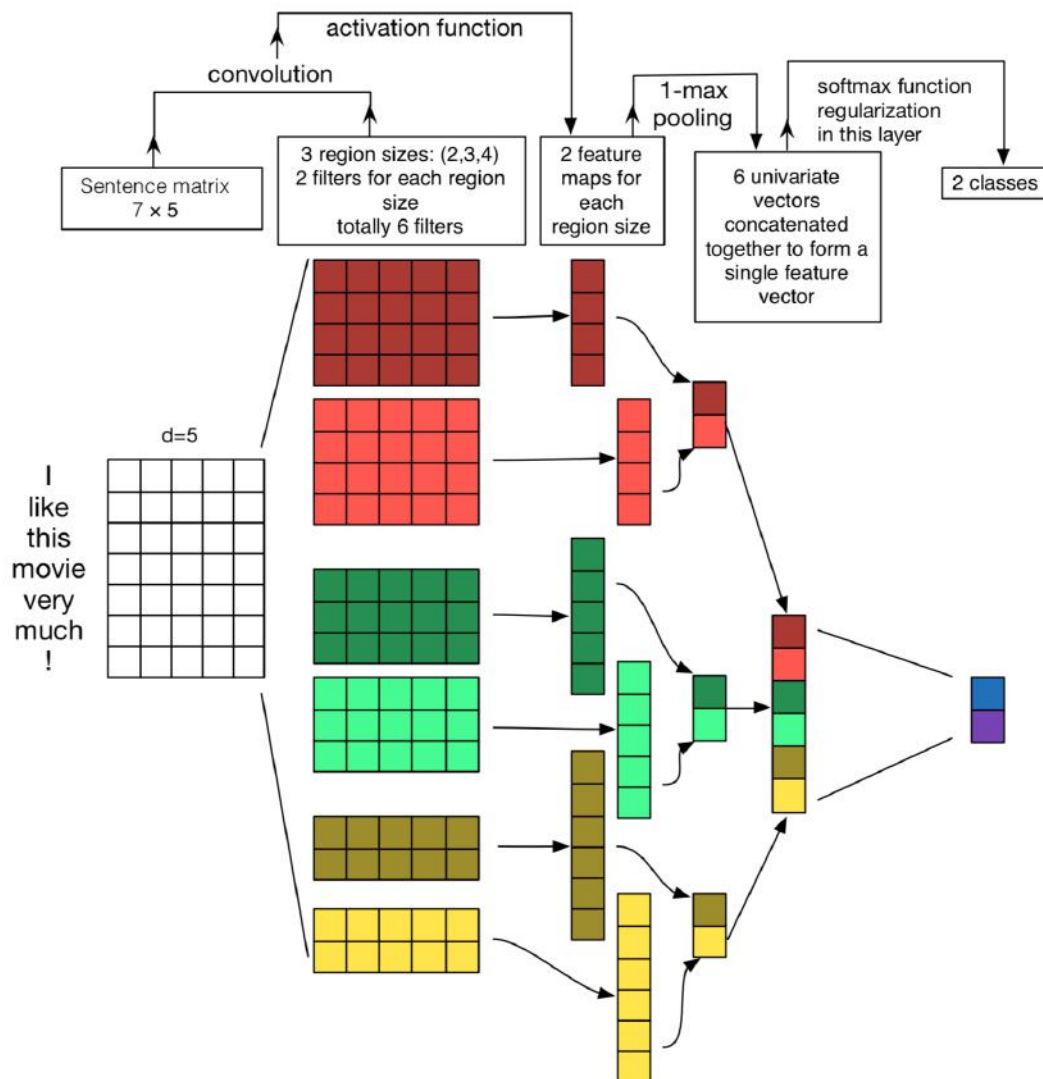 activation function
convolution
1-max
pooling
softmax function
regularization
in this layer
Sentence matrix
7 × 5
3 region sizes: (2,3,4)
2 filters for each region
size
totally 6 filters
2 feature
maps for
each
region size
6 univariate
vectors
concatenated
together to form a
single feature
vector
2 classes
d=5
I
like
this
movie
very
much
!